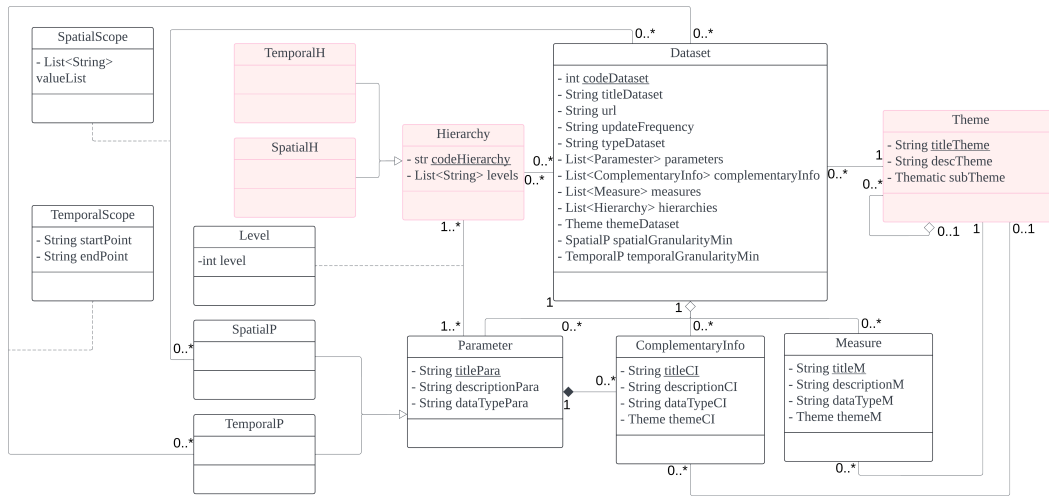 SpatialScope
- List<String>
valueList
TemporalH
SpatialH
Hierarchy
- str codeHierarchy
- List<String> levels
0..*
0..*
0..*
0..*
Dataset
- int codeDataset
- String titleDataset
- String url
- String updateFrequency
- String typeDataset
- List<Paramester> parameters
- List<ComplementaryInfo> complementaryInfo
- List<Measure> measures
- List<Hierarchy> hierarchies
- Theme themeDataset
- SpatialP spatialGranularityMin
- TemporalP temporalGranularityMin
0..*
1
Theme
- String titleTheme
- String descTheme
- Thematic subTheme
0..*
0..1
1
0..1
TemporalScope
- String startPoint
- String endPoint
Level
-int level
1..*
1..*
1
1
0..*
0..*
0..*
SpatialP
0..*
TemporalP
0..*
Parameter
- String titlePara
- String descriptionPara
- String dataTypePara
1
0..*
ComplementaryInfo
- String titleCI
- String descriptionCI
- String dataTypeCI
- Theme themeCI
0..*
Measure
- String titleM
- String descriptionM
- String dataTypeM
- Theme themeM
0..*